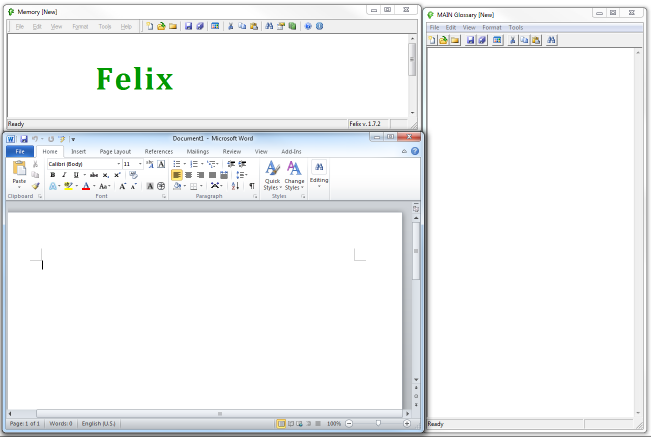 Memory [New]
File Edit View Format Tools Help
Felix
Ready
Felix v. 1.7.2
MAIN Glossary [New]
File Edit View Format Tools
Ready
Document1 - Microsoft Word
File Home Insert Page Layout References Mailings Review View Add-Ins
Paste
Calibri (Body) 11
Quick Styles
Change Styles
Editing
Clipboard Font Paragraph Styles
Page: 1 of 1 Words: 0 English (U.S.) 100%